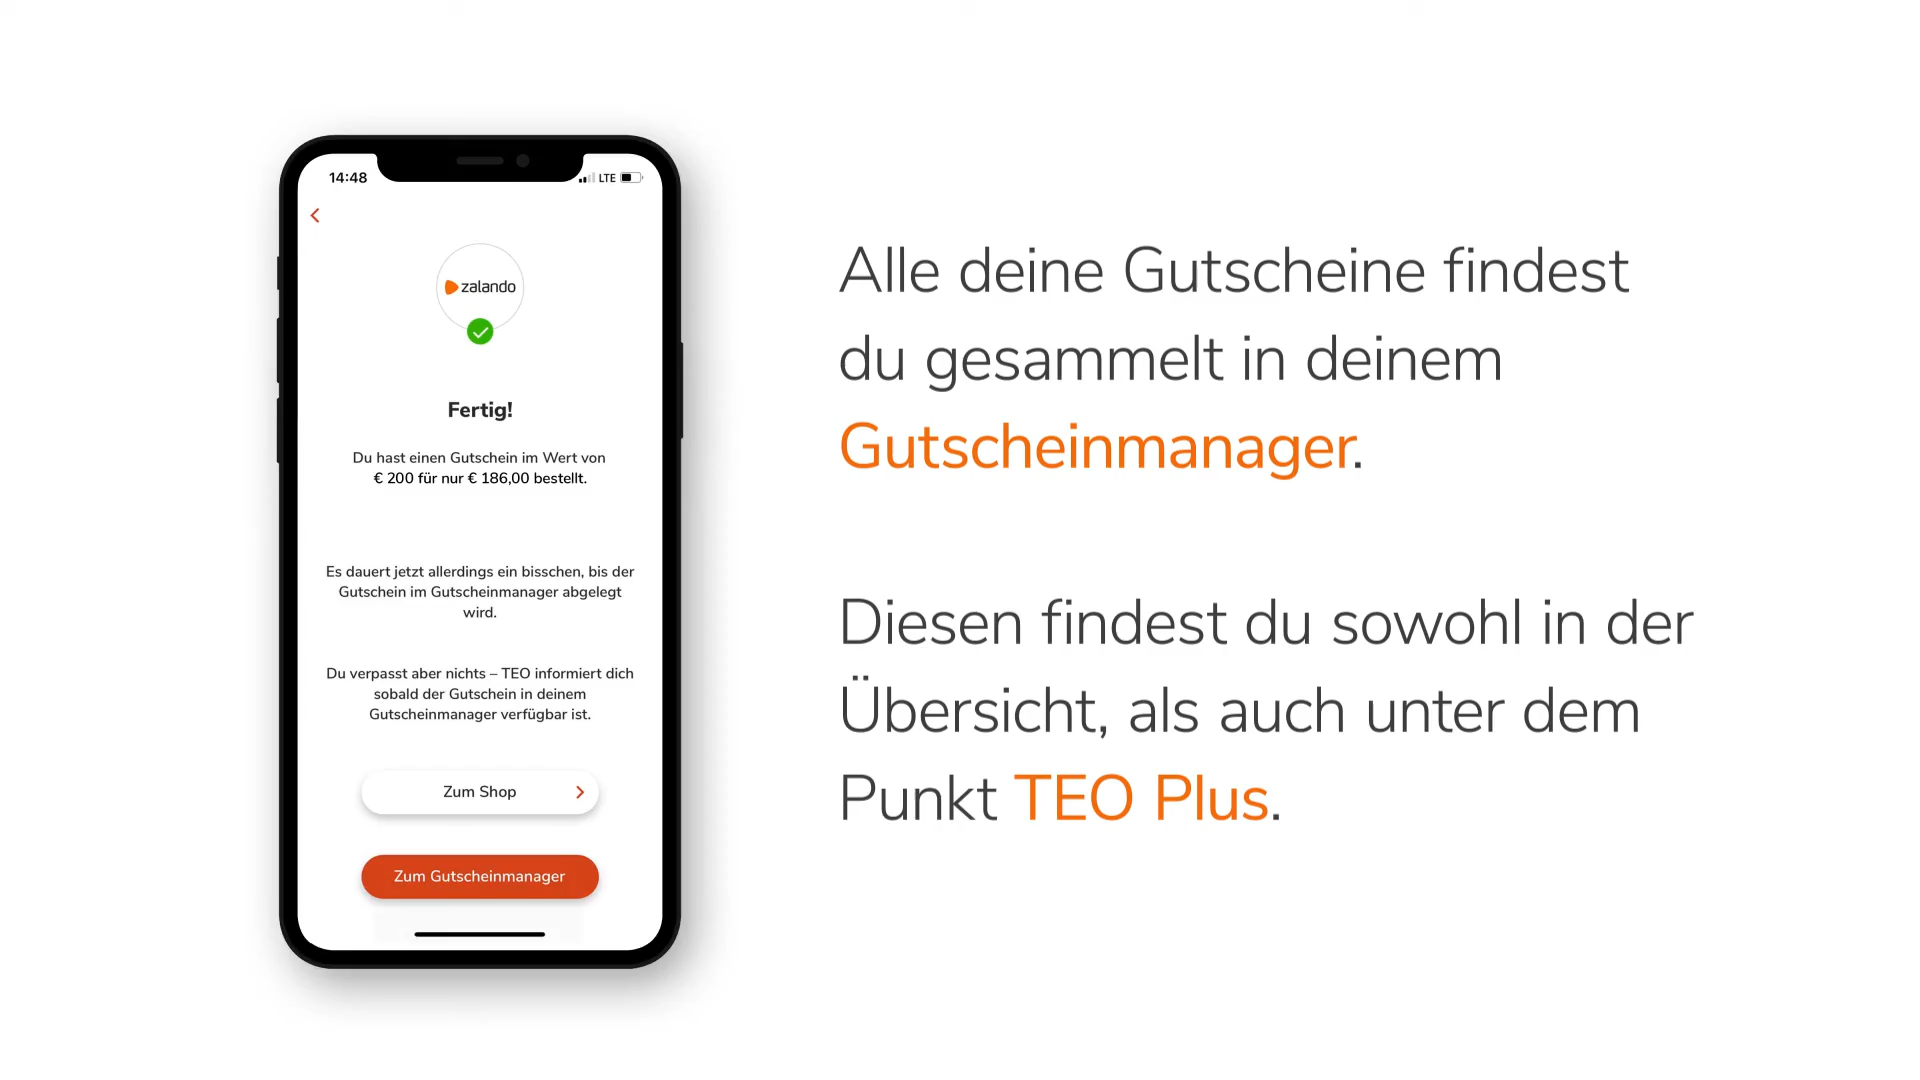 14:48
LTE
zalando
Fertig!
Du hast einen Gutschein im Wert von
€ 200 für nur € 186,00 bestellt.
Es dauert jetzt allerdings ein bisschen, bis der
Gutschein im Gutscheinmanager abgelegt
wird.
Du verpasst aber nichts – TEO informiert dich
sobald der Gutschein in deinem
Gutscheinmanager verfügbar ist.
Zum Shop
Zum Gutscheinmanager
Alle deine Gutscheine findest
du gesammelt in deinem
Gutscheinmanager.
Diesen findest du sowohl in der
Übersicht, als auch unter dem
Punkt TEO Plus.